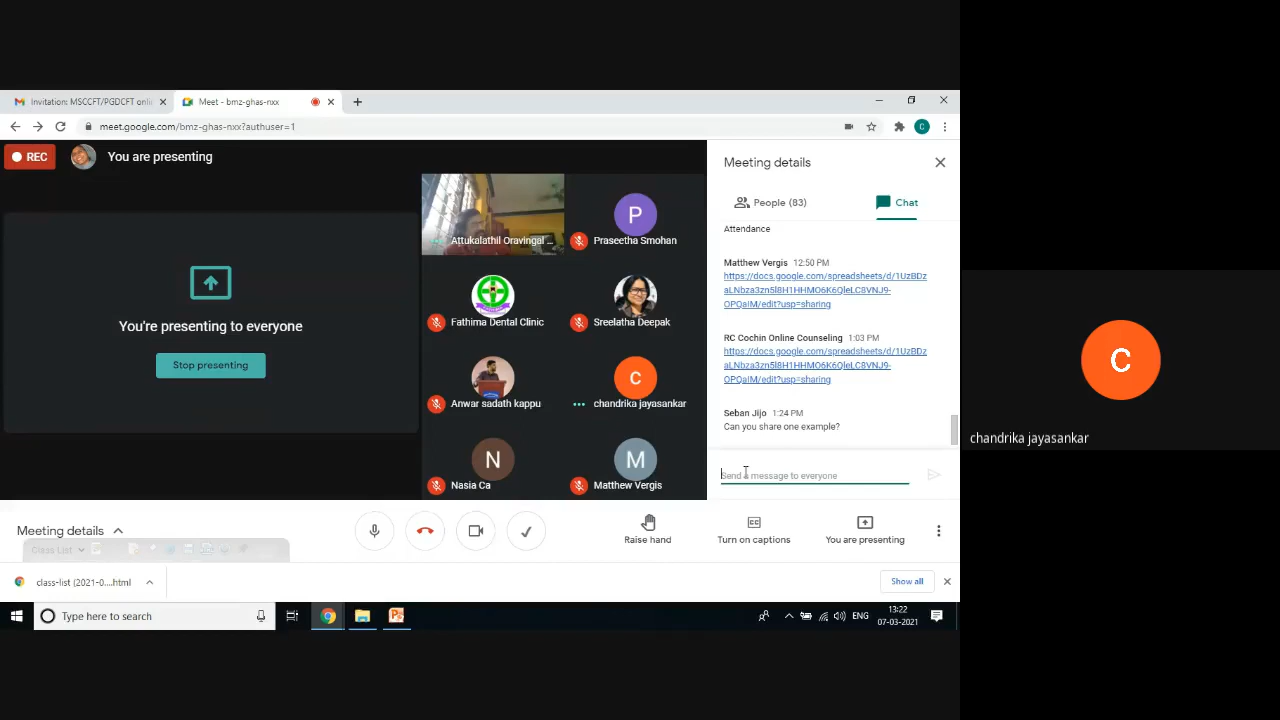 Invitation: MSCCFT/PGDCFT onli
Meet - bmz-ghas-nxx
meet.google.com/bmz-ghas-nxx?authuser=1
C
REC
You are presenting
You're presenting to everyone
Stop presenting
Attukalathil Oravingal ...
P
Praseetha Smohan
Fathima Dental Clinic
Sreelatha Deepak
Anwar sadath kappu
C
chandrika jayasankar
N
Nasia Ca
M
Matthew Vergis
Meeting details
People (83)
Chat
Attendance
Matthew Vergis 12:50 PM
https://docs.google.com/spreadsheets/d/1UzBDz
aLNbza3zn5l8H1HHMO6K6QleLC8VNJ9-
OPQaIM/edit?usp=sharing
RC Cochin Online Counseling 1:03 PM
https://docs.google.com/spreadsheets/d/1UzBDz
aLNbza3zn5l8H1HHMO6K6QleLC8VNJ9-
OPQaIM/edit?usp=sharing
Seban Jijo 1:24 PM
Can you share one example?
Send a message to everyone
Meeting details
Class List
Raise hand
Turn on captions
You are presenting
class-list (2021-0....html
Show all
Type here to search
ENG
13:22
07-03-2021
C
chandrika jayasankar